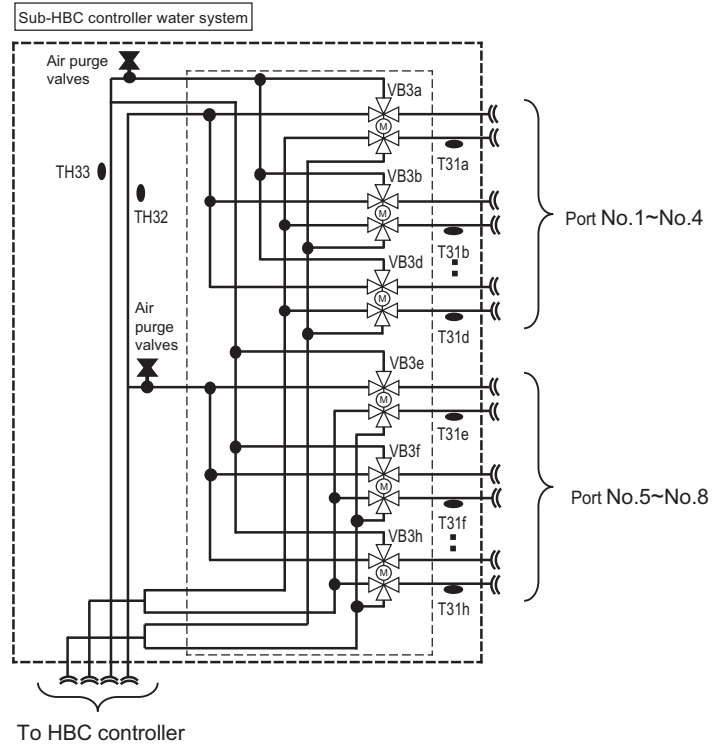 Sub-HBC controller water system
Air purge
valves
VB3a
M
TH33
T31a
VB3b
M
TH32
Port No.1~No.4
T31b
VB3d
M
Air
purge
valves
T31d
VB3e
M
T31e
VB3f
M
Port No.5~No.8
T31f
VB3h
M
T31h
To HBC controller